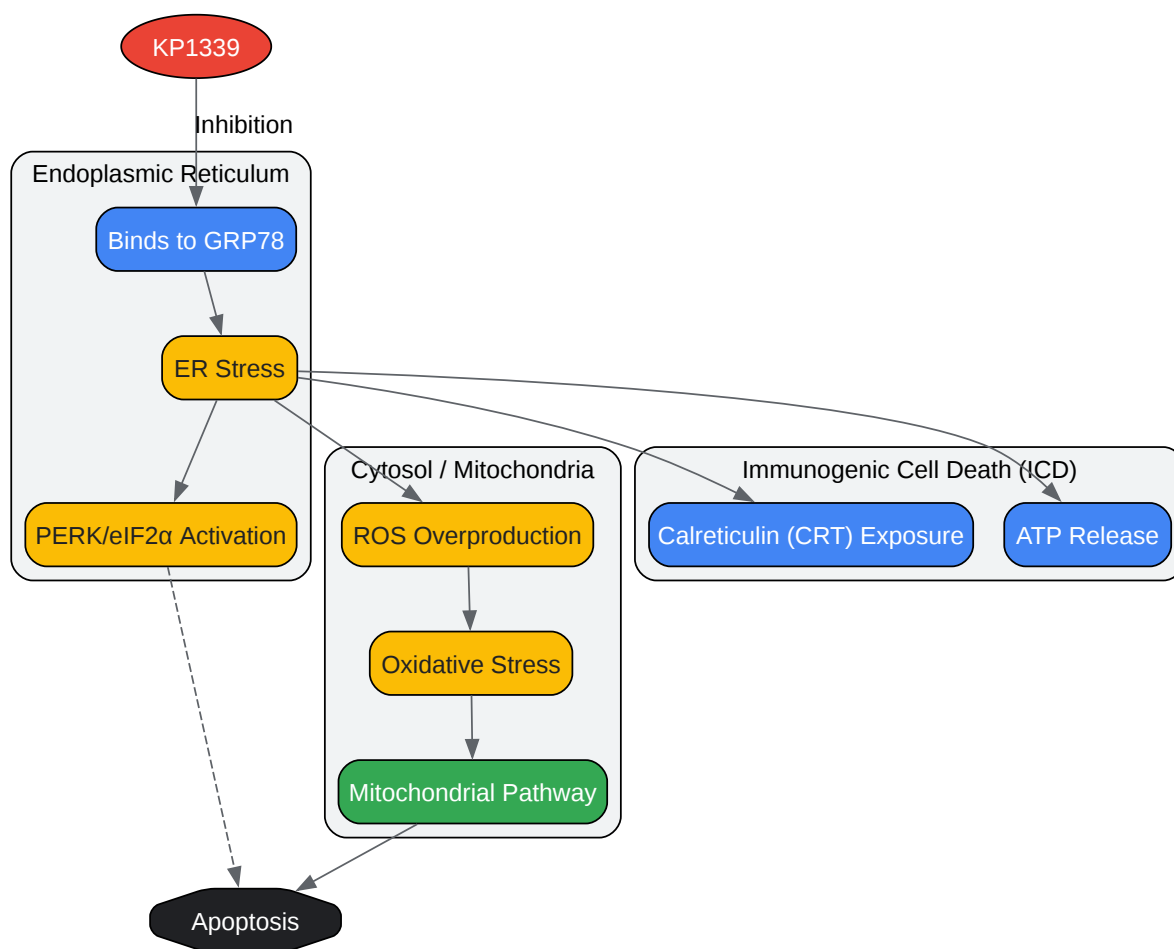 KP1339
Inhibition
Endoplasmic Reticulum
Binds to GRP78
ER Stress
Cytosol / Mitochondria
Immunogenic Cell Death (ICD)
PERK/eIF2α Activation
ROS Overproduction
Calreticulin (CRT) Exposure
ATP Release
Oxidative Stress
Mitochondrial Pathway
Apoptosis